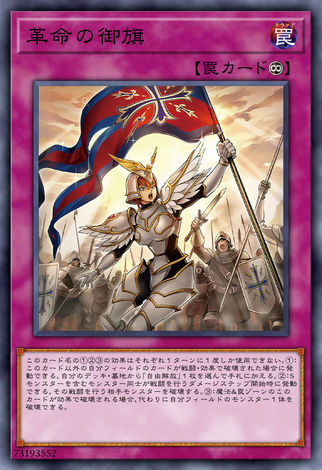 革命の御旗
トラップ
罠
【罠カード】
このカード名の①②③の効果はそれぞれ1ターンに1度しか使用できない。①:
このカード以外の自分フィールドのカードが戦闘・効果で破壊された場合に発
動できる。自分のデッキ・墓地から「自由解放」1枚を選んで手札に加える。②:S
モンスターを含むモンスター同士が戦闘を行うダメージステップ開始時に発動
できる。その戦闘を行う相手モンスターを破壊する。③:魔法&罠ゾーンのこの
カードが効果で破壊される場合、代わりに自分フィールドのモンスター1体を
破壊できる。
73193552